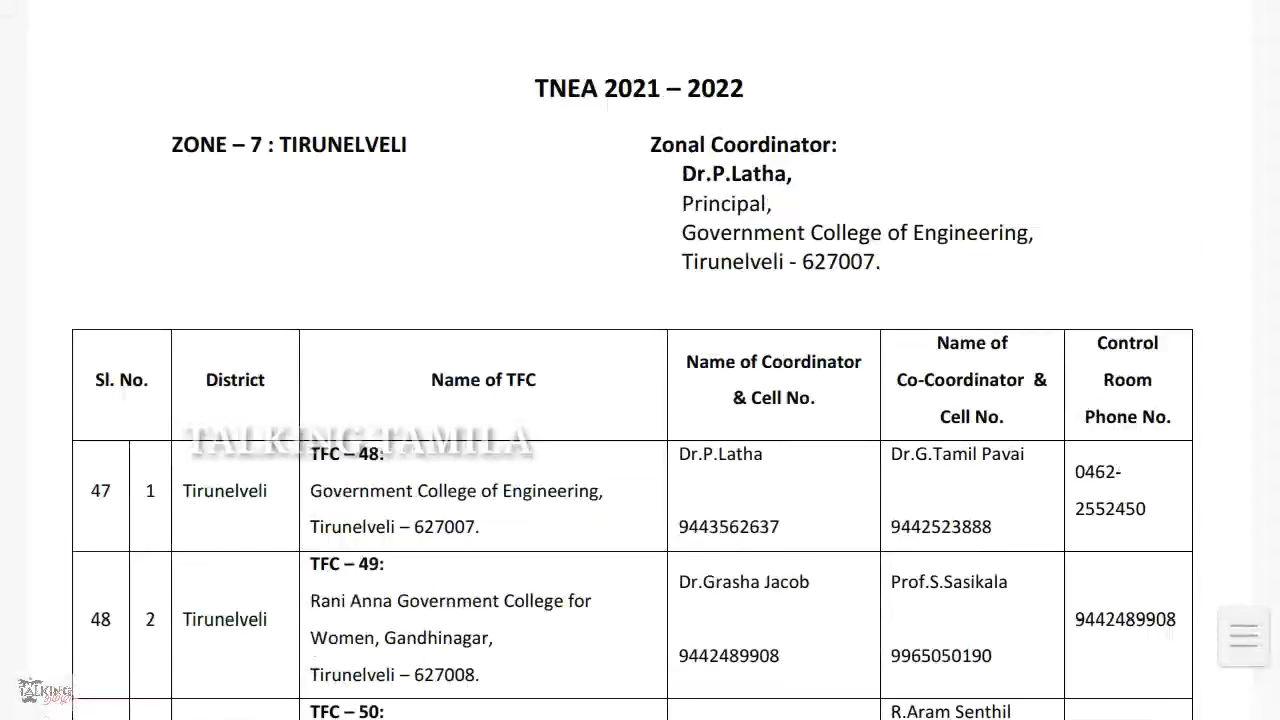 TNEA 2021 – 2022
ZONE – 7 : TIRUNELVELI
Zonal Coordinator:
Dr.P.Latha,
Principal,
Government College of Engineering,
Tirunelveli - 627007.
Sl. No.
District
Name of TFC
Name of Coordinator
& Cell No.
Name of
Co-Coordinator &
Cell No.
Control
Room
Phone No.
TALKING TAMILA
47
1
Tirunelveli
TFC – 48:
Government College of Engineering,
Tirunelveli – 627007.
Dr.P.Latha
9443562637
Dr.G.Tamil Pavai
9442523888
0462-
2552450
48
2
Tirunelveli
TFC – 49:
Rani Anna Government College for
Women, Gandhinagar,
Tirunelveli – 627008.
Dr.Grasha Jacob
9442489908
Prof.S.Sasikala
9965050190
9442489908
TFC – 50:
R.Aram Senthil
TALKING